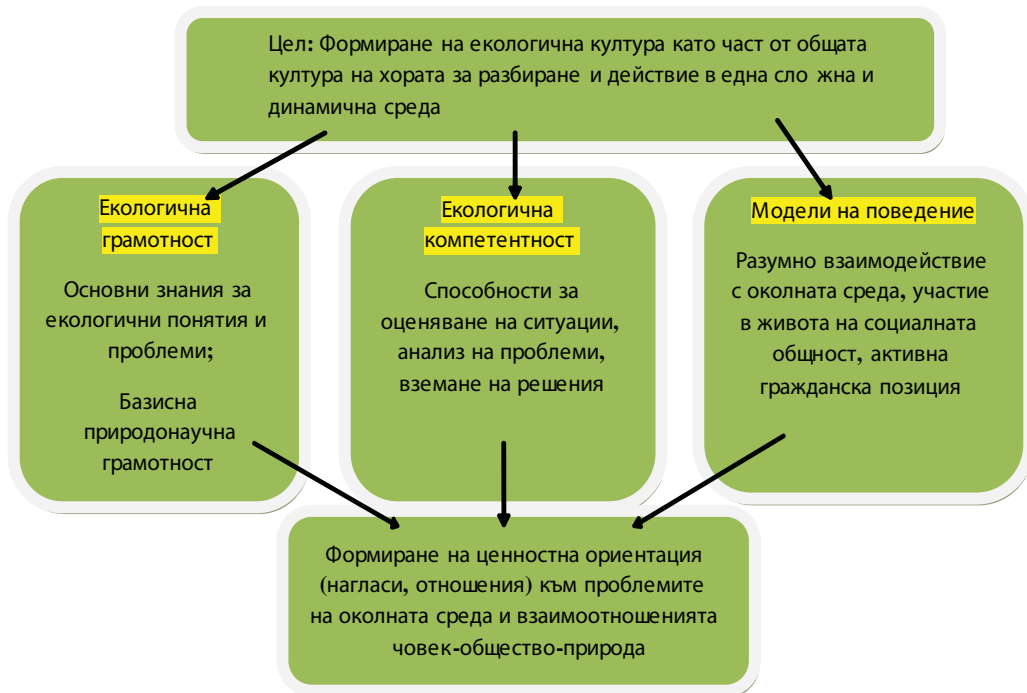 Цел: Формиране на екологична култура като част от общата
култура на хората за разбиране и действие в една сло жна и
динамична среда
Екологична
грамотност
Основни знания за
екологични понятия и
проблеми;
Базисна
природонаучна
грамотност
Екологична
компетентност
Способности за
оценяване на ситуации,
анализ на проблеми,
вземане на решения
Модели на поведение
Разумно взаимодействие
с околната среда, участие
в живота на социалната
общност, активна
гражданска позиция
Формиране на ценностна ориентация
(нагласи, отношения) към проблемите
на околната среда и взаимоотношенията
човек-общество-природа